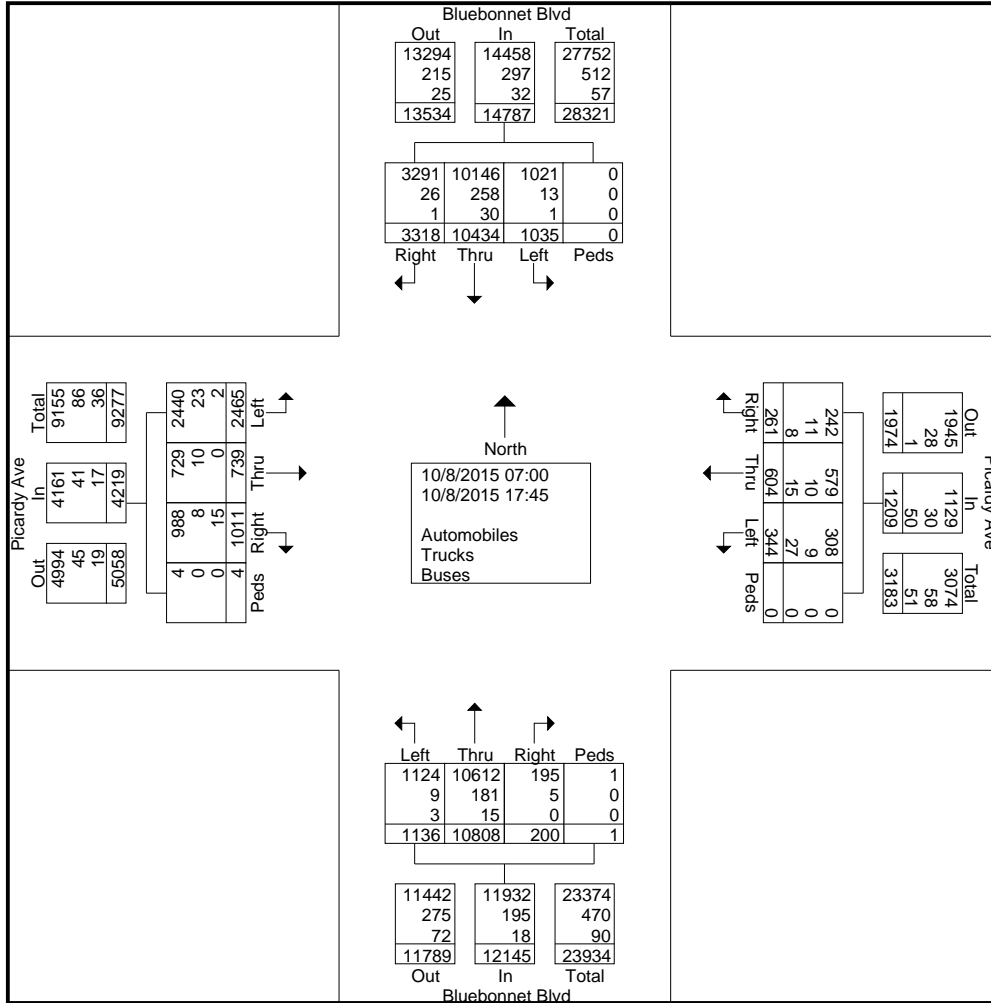 Bluebonnet Blvd
Out In Total
13294 14458 27752
215 297 512
25 32 57
13534 14787 28321
3291 10146 1021 0
26 258 13 0
1 30 1 0
3318 10434 1035 0
Right Thru Left Peds
Picardy Ave
Total In Out
9155 4161 4994
86 41 45
36 17 19
9277 4219 5058
2440 729 988 4
23 10 8 0
2 0 15 0
2465 739 1011 4
Left Thru Right Peds
North
10/8/2015 07:00
10/8/2015 17:45
Automobiles
Trucks
Buses
Picardy Ave
Out In Total
1945 1129 3074
28 30 58
1 50 51
1974 1209 3183
242 579 308 0
11 10 9 0
8 15 27 0
261 604 344 0
Right Thru Left Peds
Left Thru Right Peds
1124 10612 195 1
9 181 5 0
3 15 0 0
1136 10808 200 1
11442 11932 23374
275 195 470
72 18 90
11789 12145 23934
Out In Total
Bluebonnet Blvd